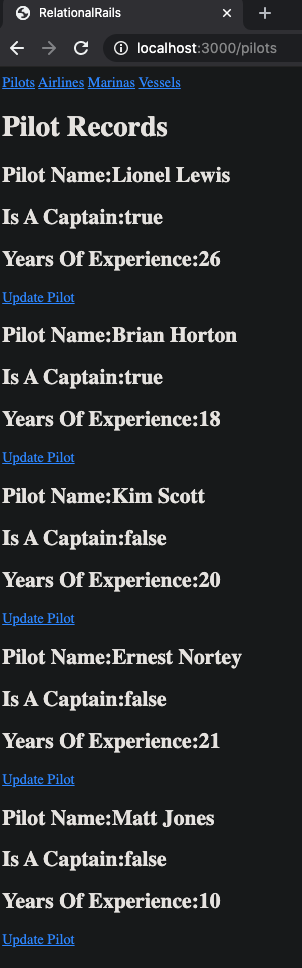 RelationalRails
localhost:3000/pilots
Pilots Airlines Marinas Vessels
Pilot Records
Pilot Name:Lionel Lewis
Is A Captain:true
Years Of Experience:26
Update Pilot
Pilot Name:Brian Horton
Is A Captain:true
Years Of Experience:18
Update Pilot
Pilot Name:Kim Scott
Is A Captain:false
Years Of Experience:20
Update Pilot
Pilot Name:Ernest Nortey
Is A Captain:false
Years Of Experience:21
Update Pilot
Pilot Name:Matt Jones
Is A Captain:false
Years Of Experience:10
Update Pilot